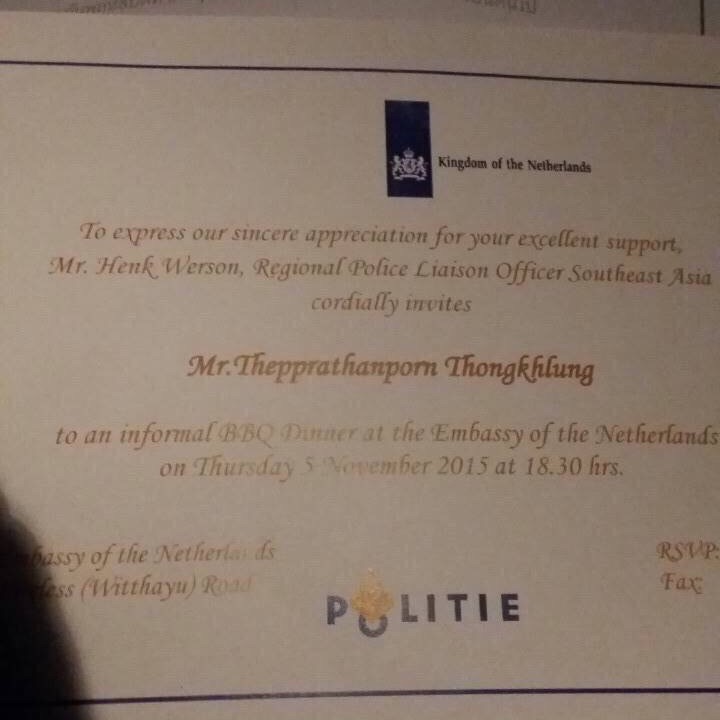 Kingdom of the Netherlands
To express our sincere appreciation for your excellent support,
Mr. Henk Werson, Regional Police Liaison Officer Southeast Asia
cordially invites
Mr.Thepprathanporn Thongkhlung
to an informal BBQ Dinner at the Embassy of the Netherlands
on Thursday 5 November 2015 at 18.30 hrs.
of the Netherlands
(Witthayu) Road
RSVP:
Fax:
POLITIE